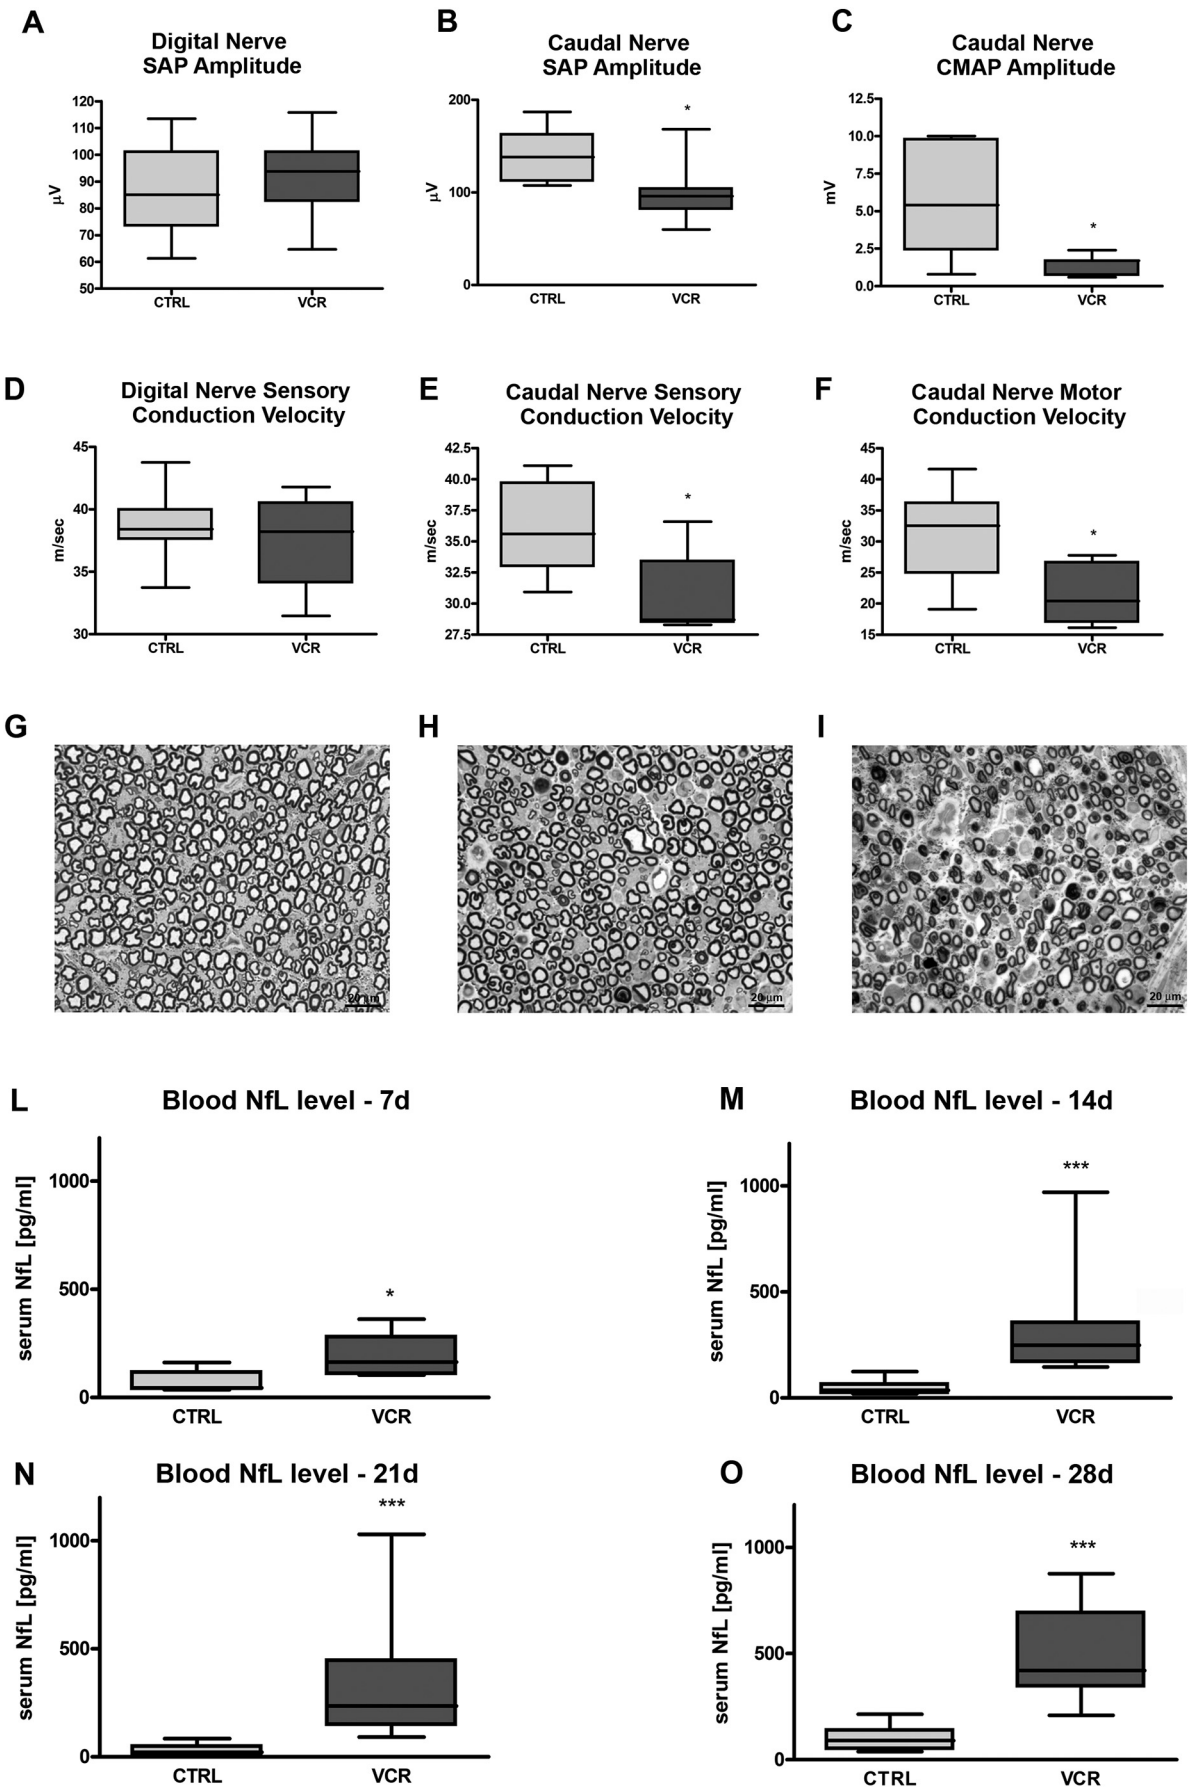 A
Digital Nerve
SAP Amplitude
120
110
100
90
80
70
60
50
µV
CTRL
VCR
B
Caudal Nerve
SAP Amplitude
200
100
0
µV
*
CTRL
VCR
C
Caudal Nerve
CMAP Amplitude
12.5
10.0
7.5
5.0
2.5
0.0
mV
*
CTRL
VCR
D
Digital Nerve Sensory
Conduction Velocity
45
40
35
30
m/sec
CTRL
VCR
E
Caudal Nerve Sensory
Conduction Velocity
42.5
40.0
37.5
35.0
32.5
30.0
27.5
m/sec
*
CTRL
VCR
F
Caudal Nerve Motor
Conduction Velocity
45
40
35
30
25
20
15
m/sec
*
CTRL
VCR
G
20 µm
H
20 µm
I
20 µm
L
Blood NfL level - 7d
1000
500
0
serum NfL [pg/ml]
*
CTRL
VCR
M
Blood NfL level - 14d
1000
500
0
serum NfL [pg/ml]
***
CTRL
VCR
N
Blood NfL level - 21d
1000
500
0
serum NfL [pg/ml]
***
CTRL
VCR
O
Blood NfL level - 28d
1000
500
0
serum NfL [pg/ml]
***
CTRL
VCR